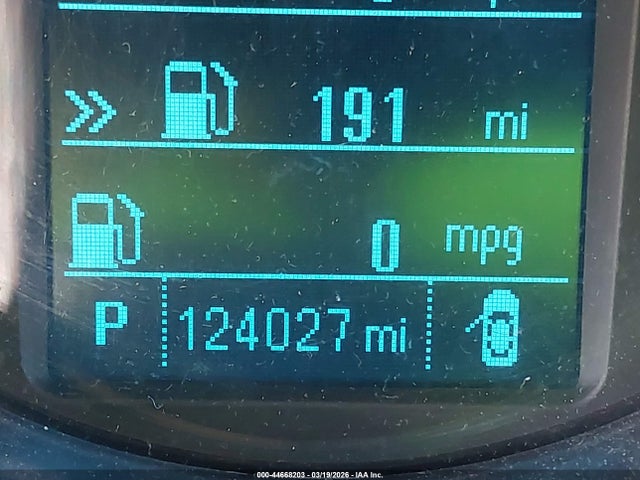 191 mi
0 mpg
P 124027 mi
000-44668203 - 03/19/2026 - IAA Inc.